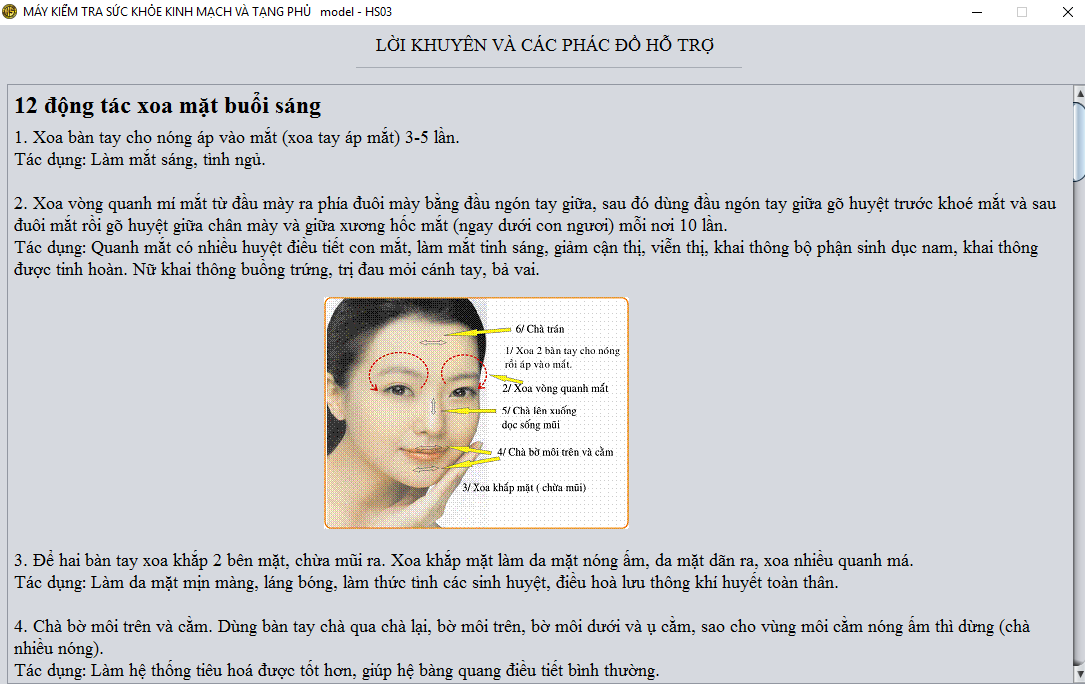 MÁY KIỂM TRA SỨC KHỎE KINH MẠCH VÀ TẠNG PHỦ model - HS03
LỜI KHUYÊN VÀ CÁC PHÁC ĐỒ HỖ TRỢ
12 động tác xoa mặt buổi sáng
1. Xoa bàn tay cho nóng áp vào mắt (xoa tay áp mắt) 3-5 lần.
Tác dụng: Làm mắt sáng, tỉnh ngủ.
2. Xoa vòng quanh mí mắt từ đầu mày ra phía đuôi mày bằng đầu ngón tay giữa, sau đó dùng đầu ngón tay giữa gõ huyệt trước khoé mắt và sau
đuôi mắt rồi gõ huyệt giữa chân mày và giữa xương hốc mắt (ngay dưới con ngươi) mỗi nơi 10 lần.
Tác dụng: Quanh mắt có nhiều huyệt điều tiết con mắt, làm mắt tinh sáng, giảm cận thị, viễn thị, khai thông bộ phận sinh dục nam, khai thông
được tinh hoàn. Nữ khai thông buồng trứng, trị đau mỏi cánh tay, bả vai.
6/ Chà trán
1/ Xoa 2 bàn tay cho nóng
rồi áp vào mắt.
2/ Xoa vòng quanh mắt
5/ Chà lên xuống
dọc sống mũi
4/ Chà bờ môi trên và cằm
3/ Xoa khắp mặt ( chừa mũi)
3. Để hai bàn tay xoa khắp 2 bên mặt, chừa mũi ra. Xoa khắp mặt làm da mặt nóng ấm, da mặt dãn ra, xoa nhiều quanh má.
Tác dụng: Làm da mặt mịn màng, láng bóng, làm thức tỉnh các sinh huyệt, điều hoà lưu thông khí huyết toàn thân.
4. Chà bờ môi trên và cằm. Dùng bàn tay chà qua chà lại, bờ môi trên, bờ môi dưới và ụ cằm, sao cho vùng môi cằm nóng ấm thì dừng (chà
nhiều nóng).
Tác dụng: Làm hệ thống tiêu hoá được tốt hơn, giúp hệ bàng quang điều tiết bình thường.